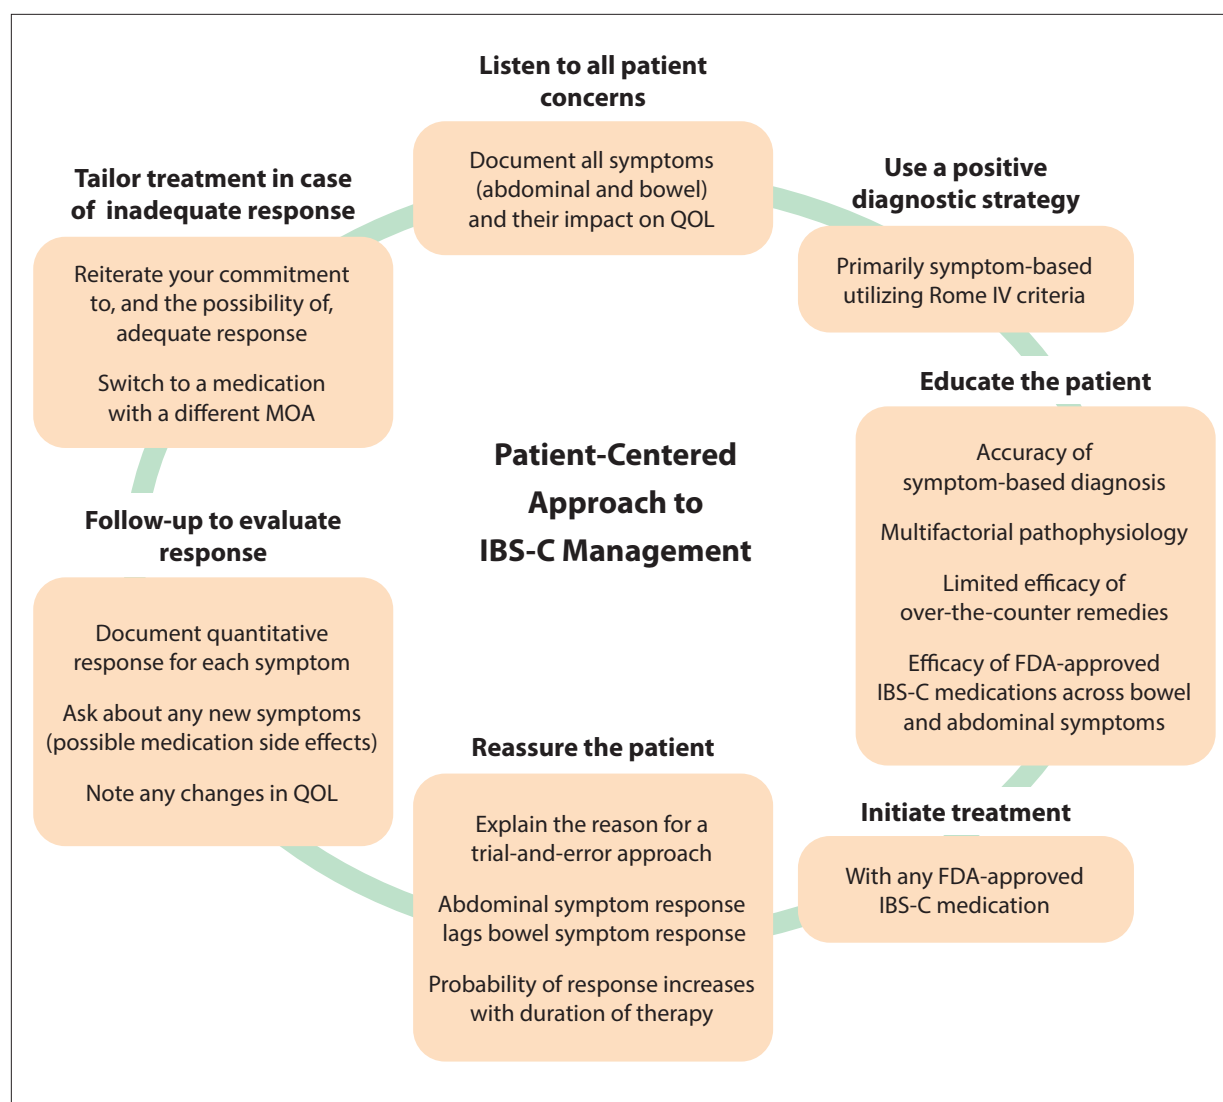 Listen to all patient
concerns
Document all symptoms
(abdominal and bowel)
and their impact on QOL
Use a positive
diagnostic strategy
Primarily symptom-based
utilizing Rome IV criteria
Educate the patient
Accuracy of
symptom-based diagnosis
Multifactorial pathophysiology
Limited efficacy of
over-the-counter remedies
Efficacy of FDA-approved
IBS-C medications across bowel
and abdominal symptoms
Initiate treatment
With any FDA-approved
IBS-C medication
Reassure the patient
Explain the reason for a
trial-and-error approach
Abdominal symptom response
lags bowel symptom response
Probability of response increases
with duration of therapy
Follow-up to evaluate
response
Document quantitative
response for each symptom
Ask about any new symptoms
(possible medication side effects)
Note any changes in QOL
Tailor treatment in case
of inadequate response
Reiterate your commitment
to, and the possibility of,
adequate response
Switch to a medication
with a different MOA
Patient-Centered
Approach to
IBS-C Management